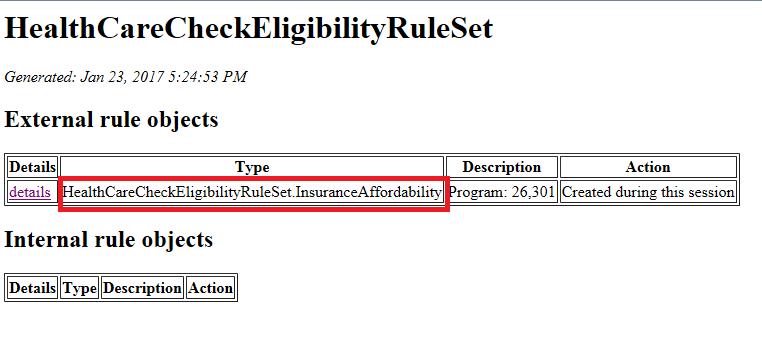 HealthCareCheckEligibilityRuleSet
Generated: Jan 23, 2017 5:24:53 PM
External rule objects
Details Type Description Action
details HealthCareCheckEligibilityRuleSet.InsuranceAffordability Program: 26,301 Created during this session
Internal rule objects
Details Type Description Action